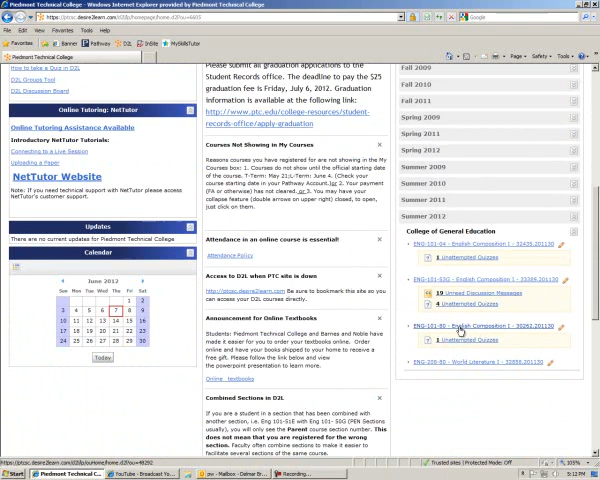 Piedmont Technical College - Windows Internet Explorer provided by Piedmont Technical College
https://ptcsc.desire2learn.com/d2l/lp/homepage/home.d2l?ou=6605
Google
File Edit View Favorites Tools Help
Favorites Banner Pathway D2L InSite MySkillsTutor
Piedmont Technical College
Page Safety Tools
How to take a Quiz in D2L
D2L Groups Tool
D2L Discussion Board
Online Tutoring: NetTutor
Online Tutoring Assistance Available
Introductory NetTutor Tutorials:
Connecting to a Live Session
Uploading a Paper
NetTutor Website
Note: If you need technical support with NetTutor please access
NetTutor's customer support.
Updates
There are no current updates for Piedmont Technical College
Calendar
June 2012
Sun Mon Tue Wed Thu Fri Sat
1 2
3 4 5 6 7 8 9
10 11 12 13 14 15 16
17 18 19 20 21 22 23
24 25 26 27 28 29 30
Today
Please submit all graduation applications to the
Student Records office. The deadline to pay the $25
graduation fee is Friday, July 6, 2012. Graduation
information is available at the following link:
http://www.ptc.edu/college-resources/student-
records-office/apply-graduation
Courses Not Showing in My Courses
Reasons courses you have registered for are not showing in the My
Courses box: 1. Courses do not show until the official starting date of
the course. T-Term: May 21;L-Term: June 4. (Check your
course starting date in your Pathway Account.)or 2. Your payment
(FA or otherwise) has not cleared. or 3. You may have your
collapse feature (double arrows on upper right) closed, to open,
just click on them.
Attendance in an online course is essential!
Attendance Policy
Access to D2L when PTC site is down
http://ptcsc.desire2learn.com Be sure to bookmark this site so you
can access your D2L courses directly.
Announcement for Online Textbooks
Students: Piedmont Technical College and Barnes and Noble have
made it easier for you to order your textbooks online. Order
online and have your books shipped to your home to receive a
free gift. Please follow the link below and view
the powerpoint presentation to learn more.
Online textbooks
Combined Sections in D2L
If you are a student in a section that has been combined with
another section, i.e. Eng 101-51E with Eng 101- 50G (PEN Sections
usually), you will only see the Parent course section number. This
does not mean that you are registered for the wrong
section. Faculty often combine sections to make it easier to
facilitate several sections of the same course.
Fall 2009
Fall 2010
Fall 2011
Spring 2009
Spring 2011
Spring 2012
Summer 2009
Summer 2010
Summer 2011
Summer 2012
College of General Education
ENG-101-04 - English Composition I - 32435.201130
1 Unattempted Quizzes
ENG-101-53G - English Composition I - 33389.201130
19 Unread Discussion Messages
4 Unattempted Quizzes
ENG-101-80 - English Composition I - 30262.201130
1 Unattempted Quizzes
ENG-208-80 - World Literature I - 32856.201130
https://ptcsc.desire2learn.com/d2l/lp/ouHome/home.d2l?ou=48292
Trusted sites | Protected Mode: Off
105%
Start
Piedmont Technical C...
YouTube - Broadcast Yo...
pw - Mailbox - Delmar Br...
Recording...
5:12 PM